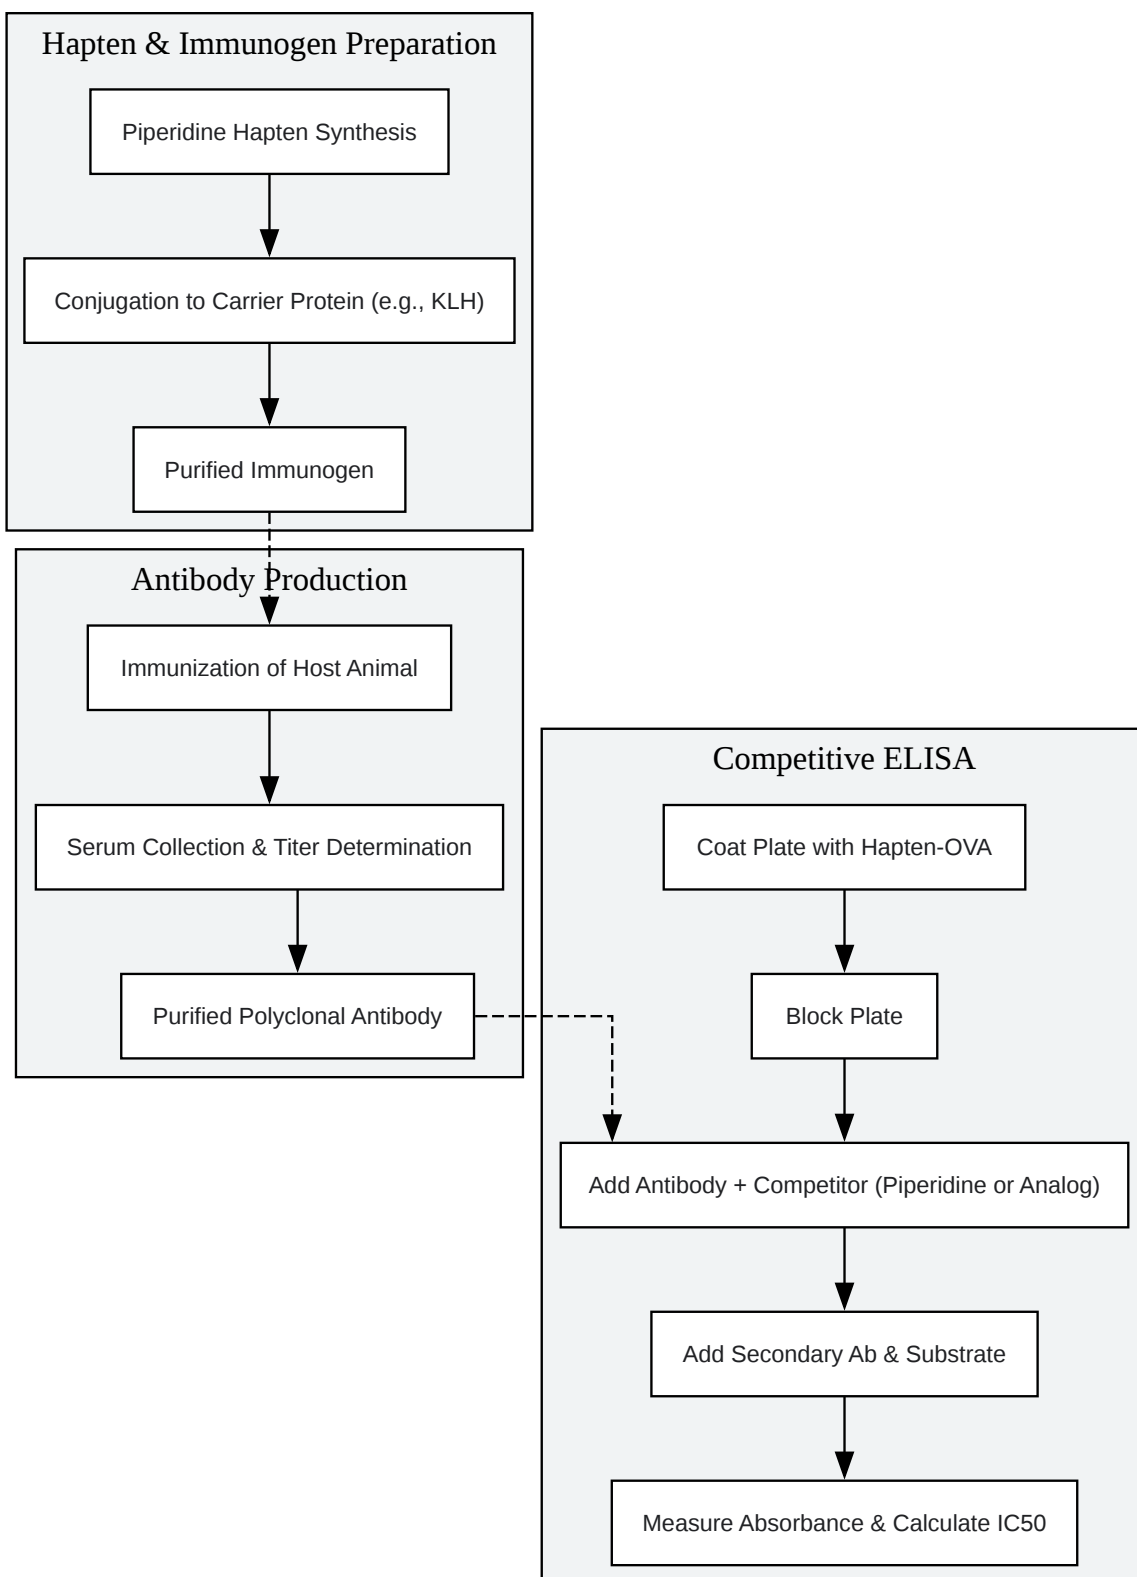 Hapten & Immunogen Preparation
Piperidine Hapten Synthesis
Conjugation to Carrier Protein (e.g., KLH)
Purified Immunogen
Antibody Production
Immunization of Host Animal
Serum Collection & Titer Determination
Purified Polyclonal Antibody
Competitive ELISA
Coat Plate with Hapten-OVA
Block Plate
Add Antibody + Competitor (Piperidine or Analog)
Add Secondary Ab & Substrate
Measure Absorbance & Calculate IC50